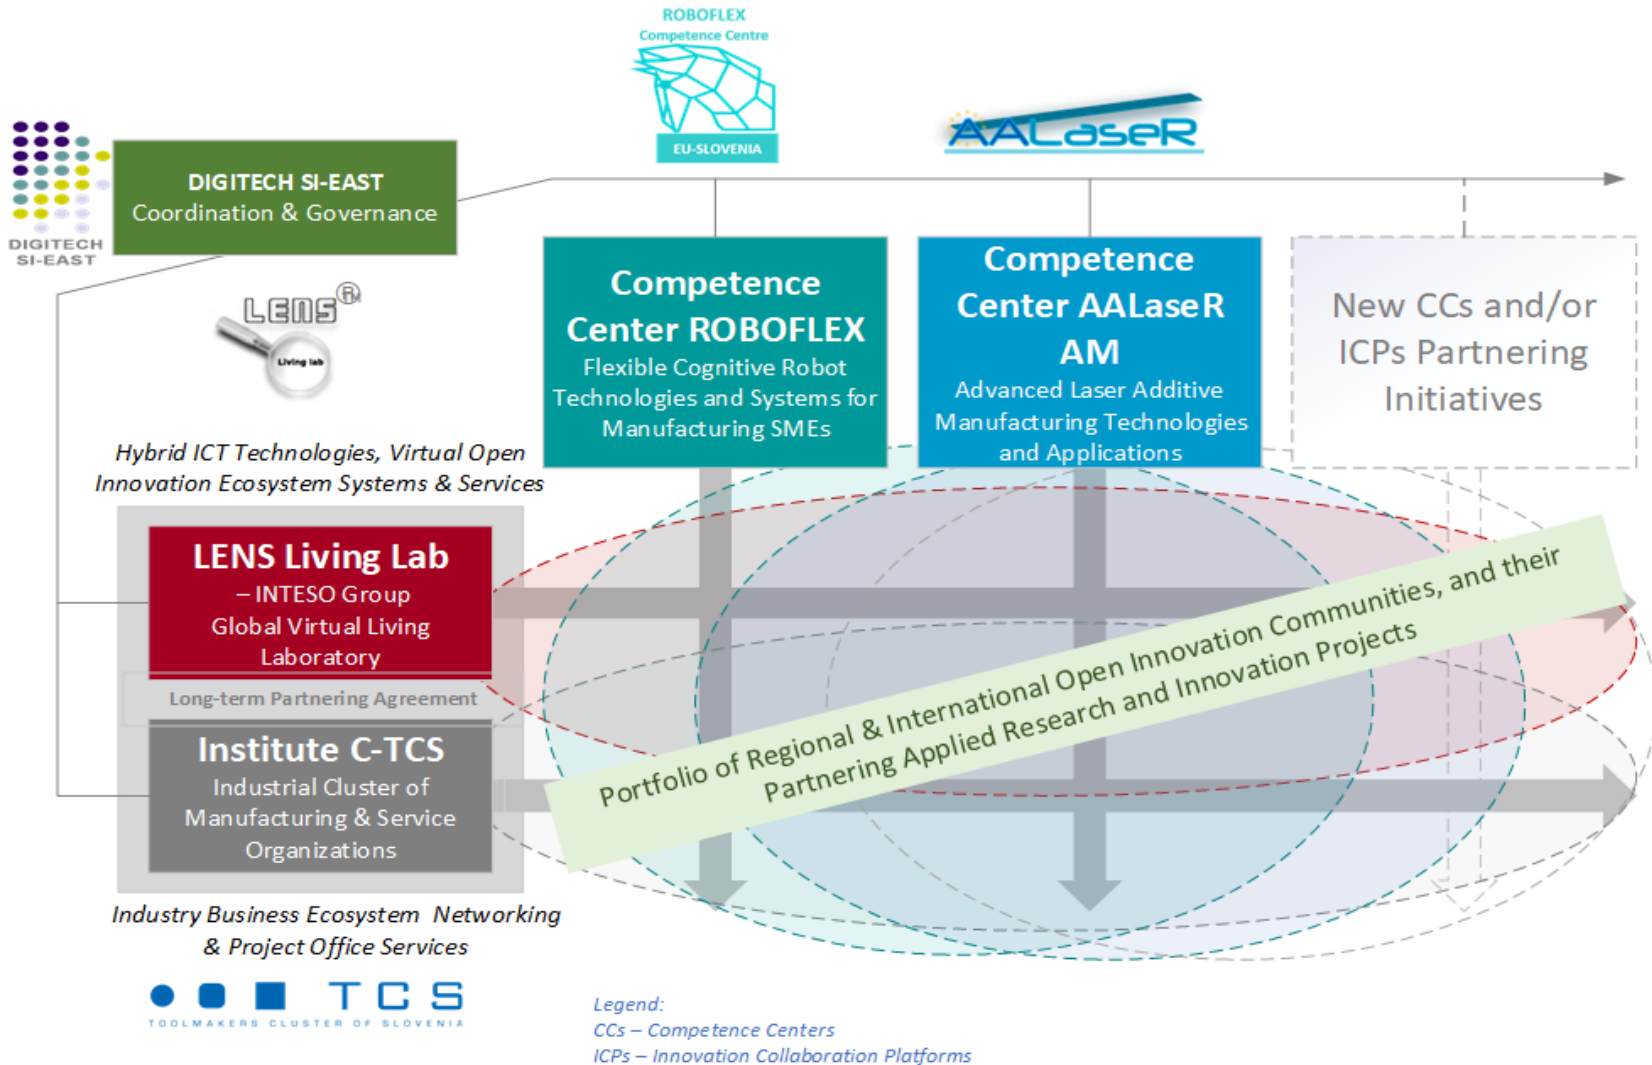 ROBOFLEX
Competence Centre
EU-SLOVENIA
AALaseR
DIGITECH
SI-EAST
DIGITECH SI-EAST
Coordination & Governance
LENS
Living lab
Competence
Center ROBOFLEX
Flexible Cognitive Robot
Technologies and Systems for
Manufacturing SMEs
Competence
Center AALaseR
AM
Advanced Laser Additive
Manufacturing Technologies
and Applications
New CCs and/or
ICPs Partnering
Initiatives
Hybrid ICT Technologies, Virtual Open
Innovation Ecosystem Systems & Services
LENS Living Lab
– INTESO Group
Global Virtual Living
Laboratory
Long-term Partnering Agreement
Institute C-TCS
Industrial Cluster of
Manufacturing & Service
Organizations
Portfolio of Regional & International Open Innovation Communities, and their
Partnering Applied Research and Innovation Projects
Industry Business Ecosystem Networking
& Project Office Services
TCS
TOOLMAKERS CLUSTER OF SLOVENIA
Legend:
CCs – Competence Centers
ICPs – Innovation Collaboration Platforms